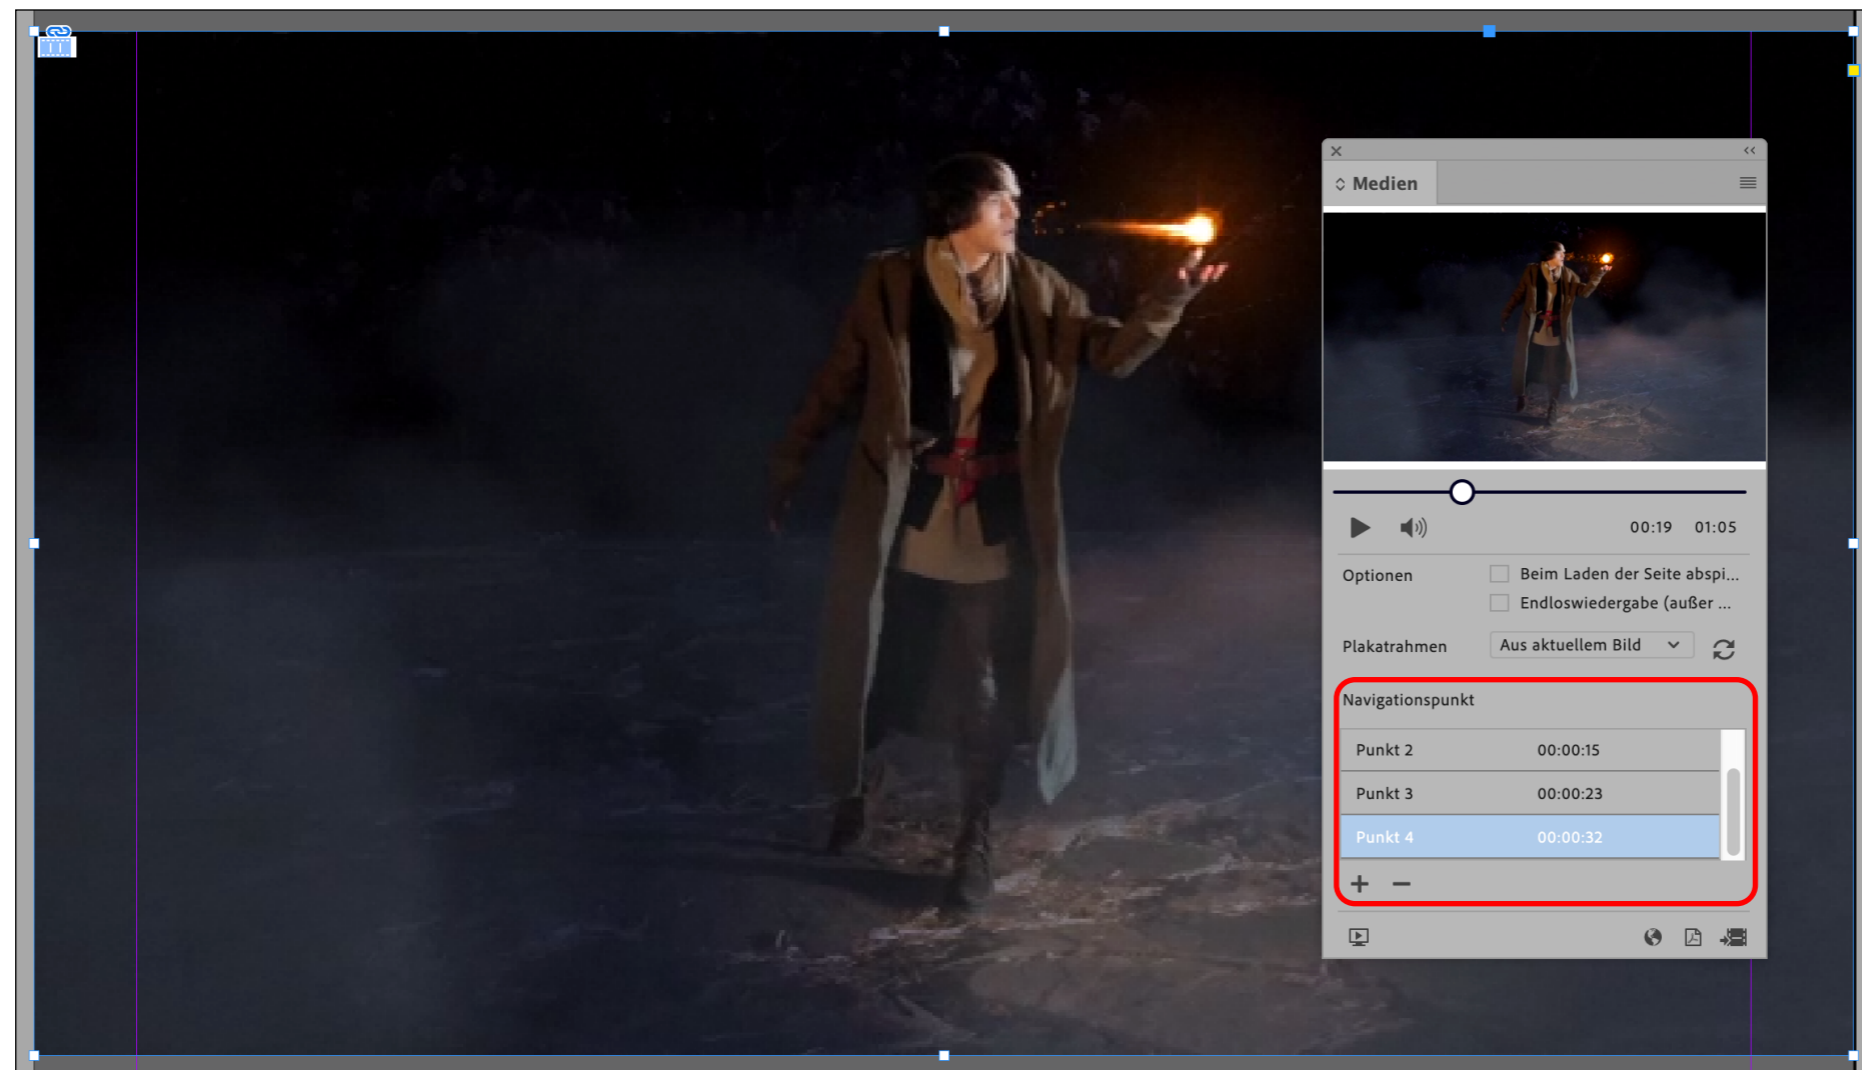 Medien
00:19 01:05
Optionen Beim Laden der Seite abspi...
Endloswiedergabe (außer ...
Plakatrahmen Aus aktuellem Bild
Navigationspunkt
Punkt 2 00:00:15
Punkt 3 00:00:23
Punkt 4 00:00:32